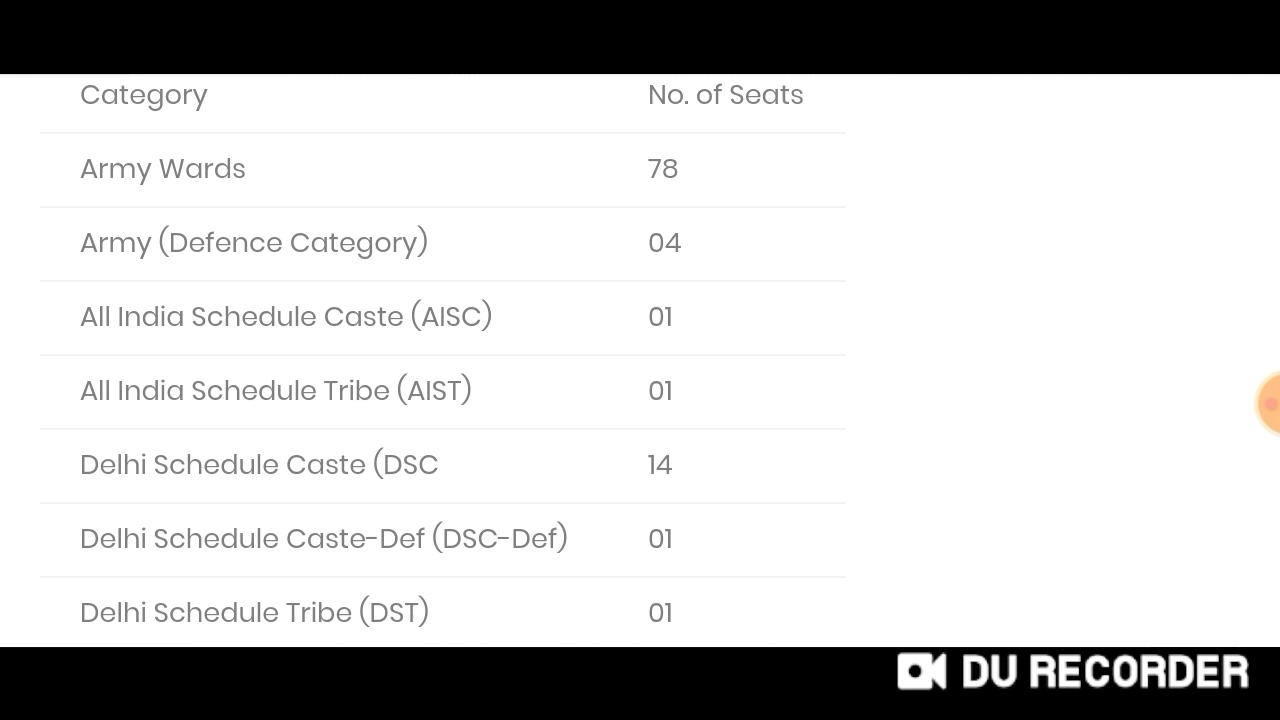 Category No. of Seats
Army Wards 78
Army (Defence Category) 04
All India Schedule Caste (AISC) 01
All India Schedule Tribe (AIST) 01
Delhi Schedule Caste (DSC 14
Delhi Schedule Caste-Def (DSC-Def) 01
Delhi Schedule Tribe (DST) 01
DU RECORDER